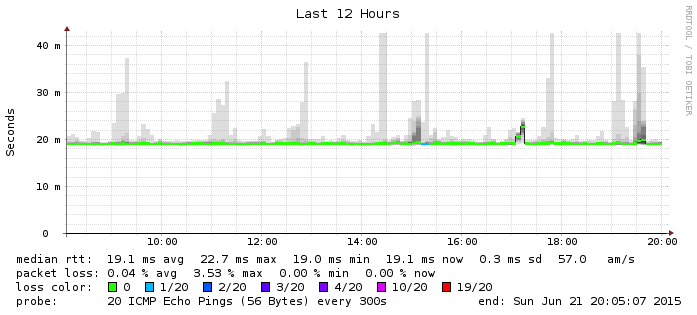 Last 12 Hours
RRDTOOL / TOBI OETIKER
Seconds
40 m
30 m
20 m
10 m
0
10:00 12:00 14:00 16:00 18:00 20:00
median rtt: 19.1 ms avg 22.7 ms max 19.0 ms min 19.1 ms now 0.3 ms sd 57.0 am/s
packet loss: 0.04 % avg 3.53 % max 0.00 % min 0.00 % now
loss color: 0 1/20 2/20 3/20 4/20 10/20 19/20
probe: 20 ICMP Echo Pings (56 Bytes) every 300s end: Sun Jun 21 20:05:07 2015